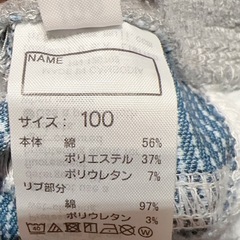 NAME
サイズ: 100
本体 綿 56%
ポリエステル 37%
ポリウレタン 7%
リブ部分
綿 97%
ポリウレタン 3%